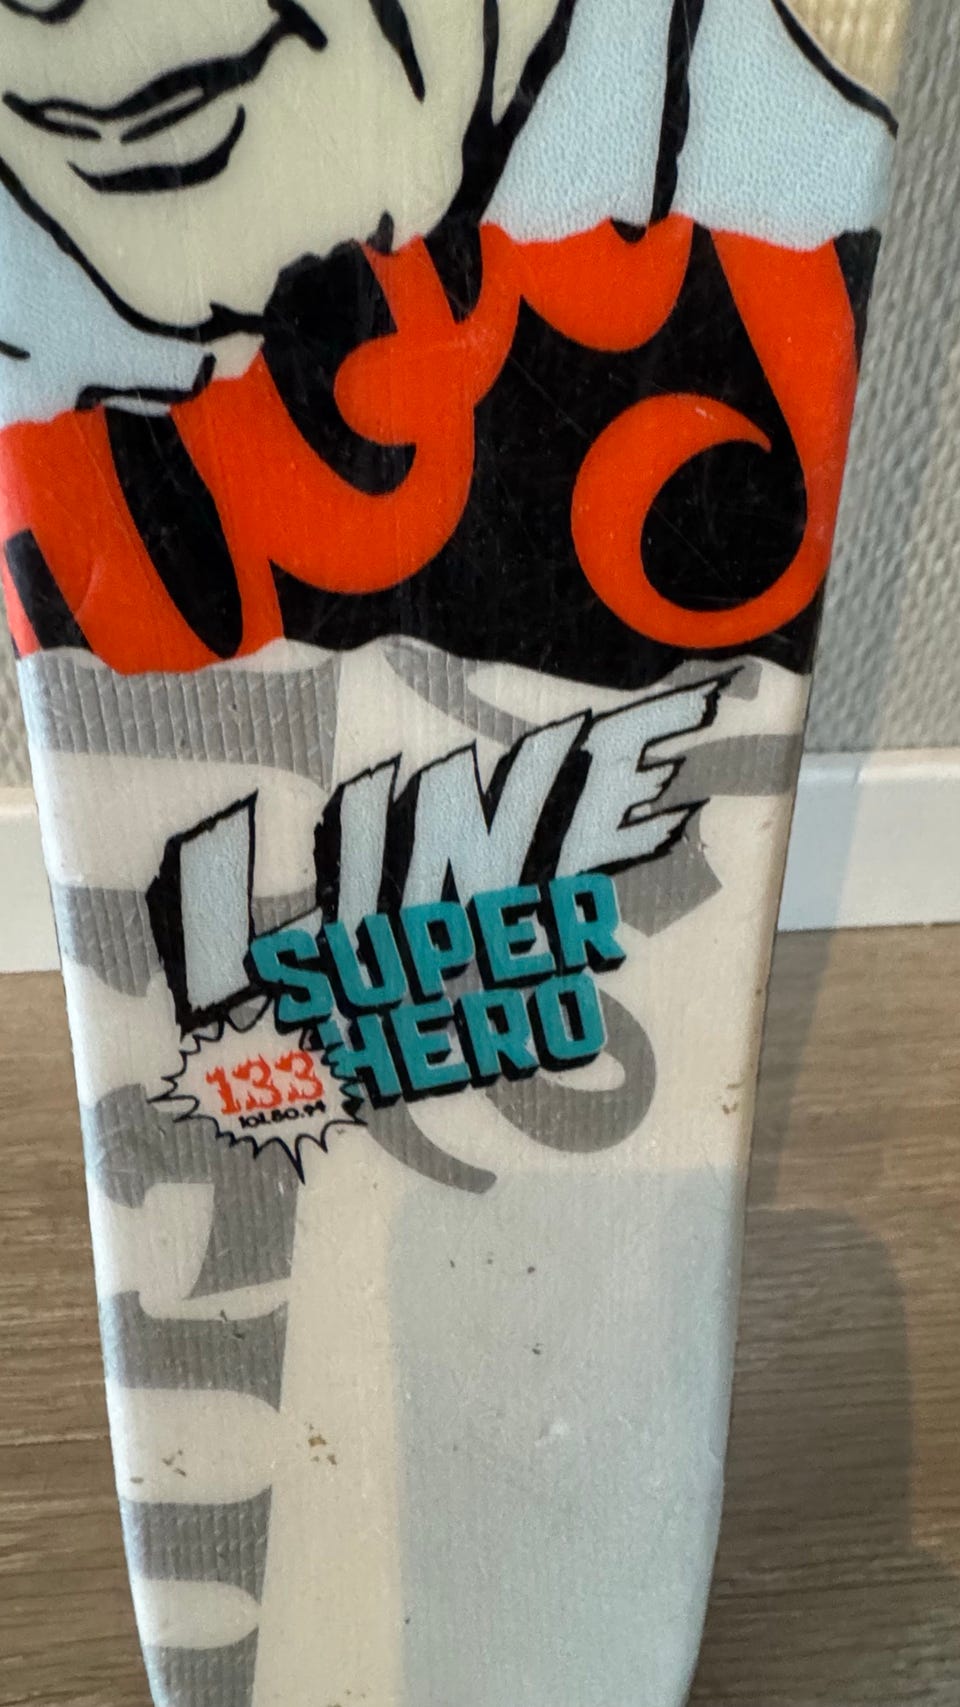 LINE
SUPER
HERO
133
101.80.94